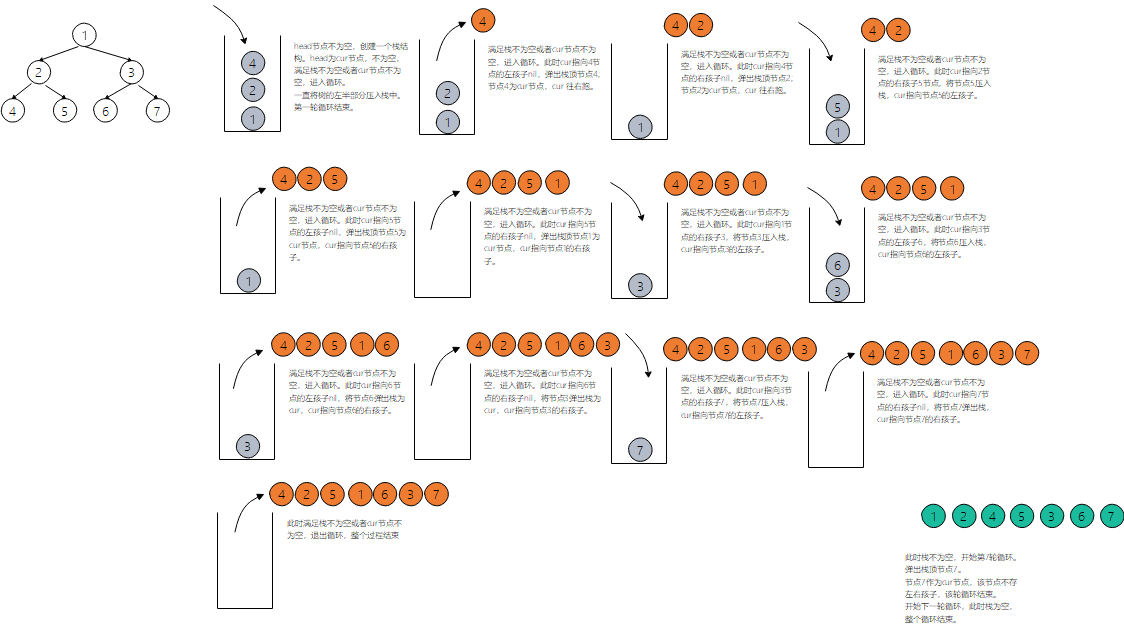 1
2
3
4
5
6
7
4
2
1
head节点不为空，创建一个栈结
构。head为cur节点，不为空，
满足栈不为空或者cur节点不为
空，进入循环。
一直将树的左半部分压入栈中。
第一轮循环结束。
4
2
1
满足栈不为空或者cur节点不为
空，进入循环。此时cur指向4节
点的左孩子nil，弹出栈顶节点4，
节点4为cur节点，cur 往右跑。
4 2
1
满足栈不为空或者cur节点不为
空，进入循环。此时cur指向4节
点的右孩子nil，弹出栈顶节点2，
节点2为cur节点，cur 往右跑。
4 2
5
1
满足栈不为空或者cur节点不为
空，进入循环。此时cur指向2节
点的右孩子5节点，将节点5压入
栈，cur指向节点5的左孩子。
4 2 5
1
满足栈不为空或者cur节点不为
空，进入循环。此时cur指向5节
点的左孩子nil，弹出栈顶节点5为
cur节点，cur指向节点5的右孩
子。
4 2 5 1
满足栈不为空或者cur节点不为
空，进入循环。此时 cur指向5节
点的右孩子nil，弹出栈顶节点1为
cur节点，cur指向节点1的右孩
子。
4 2 5 1
3
满足栈不为空或者cur节点不为
空，进入循环。此时cur指向1节
点的右孩子3，将节点3压入栈，
cur指向节点3的左孩子。
4 2 5 1
6
3
满足栈不为空或者cur节点不为
空，进入循环。此时cur指向3节
点的左孩子6，将节点6压入栈，
cur指向节点6的左孩子。
4 2 5 1 6
3
满足栈不为空或者cur节点不为
空，进入循环。此时cur指向6节
点的左孩子nil，将节点6弹出栈为
cur，cur指向节点6的右孩子。
4 2 5 1 6 3
满足栈不为空或者cur节点不为
空，进入循环。此时cur指向6节
点的右孩子nil，将节点3弹出栈为
cur，cur指向节点3的右孩子。
4 2 5 1 6 3
7
满足栈不为空或者cur节点不为
空，进入循环。此时cur指向3节
点的右孩子7，将节点7压入栈，
cur指向节点7的左孩子。
4 2 5 1 6 3 7
满足栈不为空或者cur节点不为
空，进入循环。此时cur指向7节
点的右孩子nil，将节点7弹出栈，
cur指向节点7的右孩子。
4 2 5 1 6 3 7
此时满足栈不为空或者cur节点不
为空，退出循环，整个过程结束
1 2 4 5 3 6 7
此时栈不为空，开始第7轮循环。
弹出栈顶节点7。
节点7作为cur节点，该节点不存
左右孩子，该轮循环结束。
开始下一轮循环，此时栈为空，
整个循环结束。